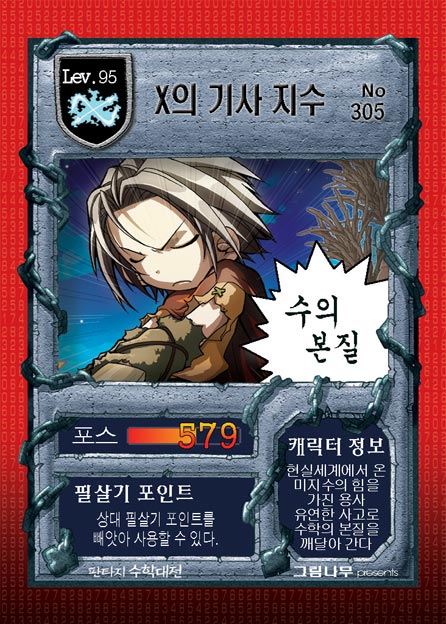 Lev.95
X의 기사 지수
No
305
수의
본질
포스 579
필살기 포인트
상대 필살기 포인트를
빼앗아 사용할 수 있다.
캐릭터 정보
현실세계에서 온
미지수의 힘을
가진 용사
유연한 사고로
수학의 본질을
깨달아 간다
판타지 수학대전
그림나무 presents